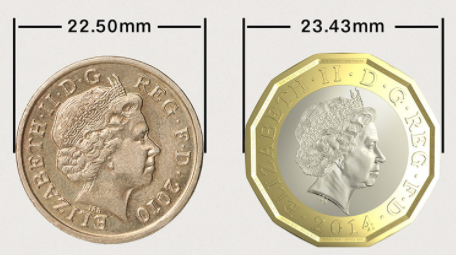 22.50mm
23.43mm
ELIZABETH·II·D·G REG·F·D·2010
ELIZABETH·II·D·G·REG·F·D·
2014